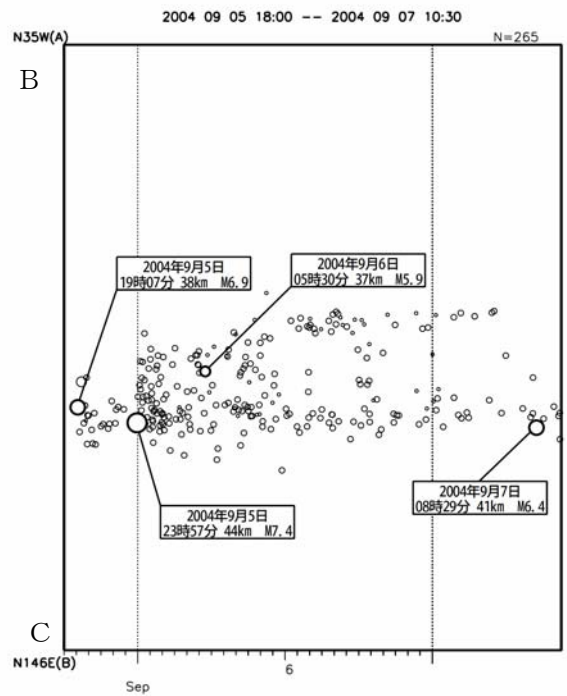 2004 09 05 18:00 -- 2004 09 07 10:30
N35W(A) N=265
B
2004年9月5日
19時07分 38km M6.9
2004年9月6日
05時30分 37km M5.9
2004年9月7日
08時29分 41km M6.4
2004年9月5日
23時57分 44km M7.4
C
N146E(B)
6
Sep